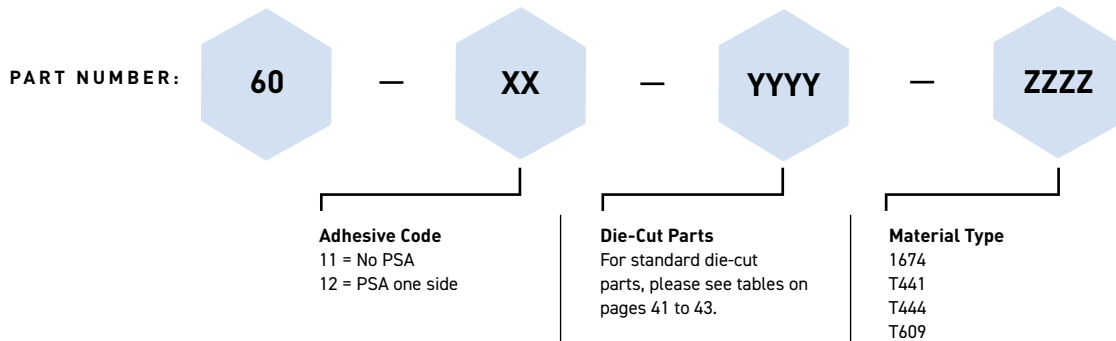 PART NUMBER: 60 — XX — YYYY — ZZZZ
Adhesive Code
11 = No PSA
12 = PSA one side
Die-Cut Parts
For standard die-cut
parts, please see tables on
pages 41 to 43.
Material Type
1674
T441
T444
T609